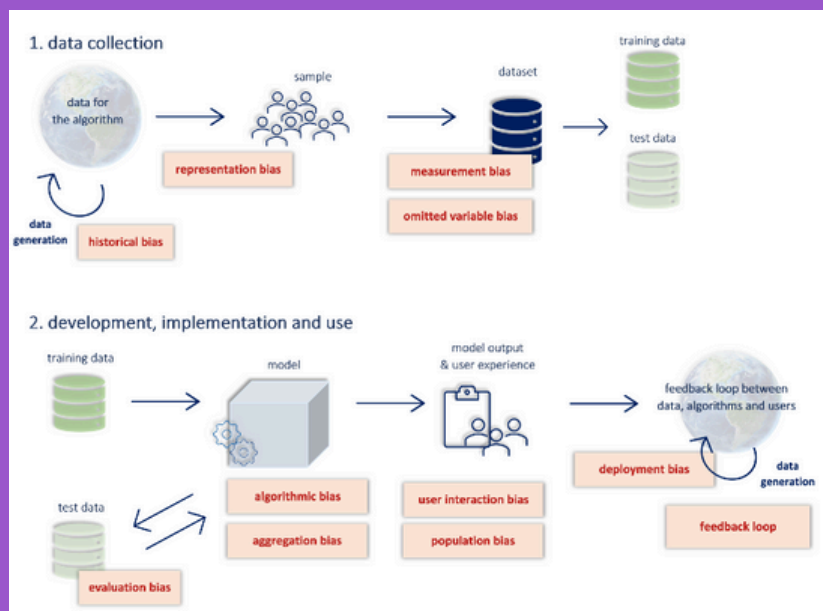 1. data collection
data for
the algorithm
sample
dataset
training data
test data
representation bias
measurement bias
omitted variable bias
data
generation
historical bias
2. development, implementation and use
training data
model
model output
& user experience
feedback loop between
data, algorithms and users
deployment bias
data
generation
feedback loop
algorithmic bias
aggregation bias
user interaction bias
population bias
test data
evaluation bias